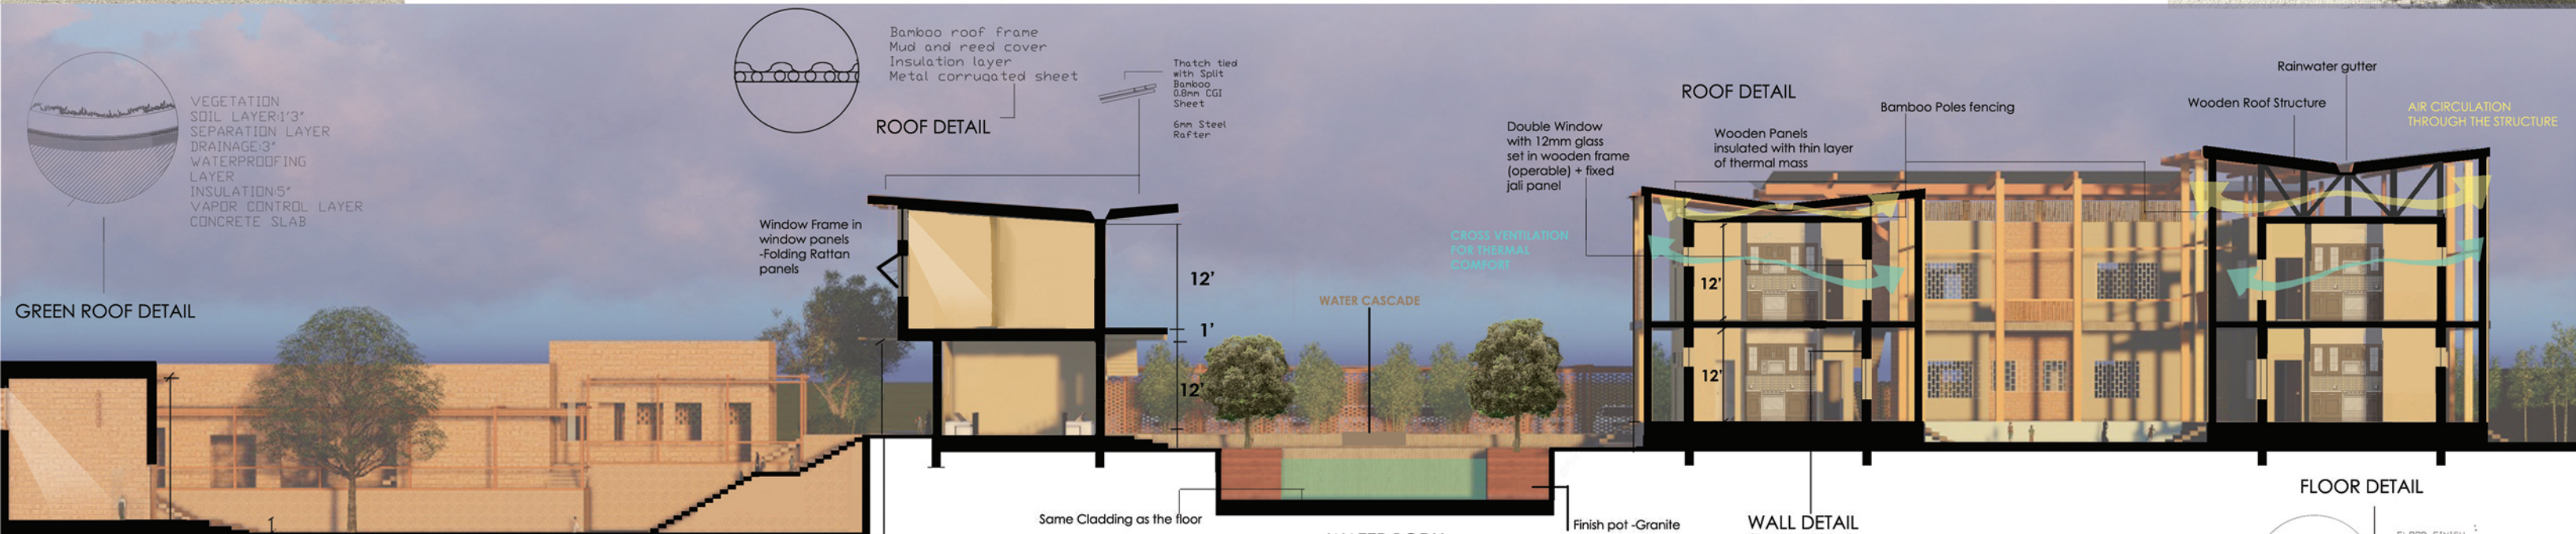 VEGETATION
SOIL LAYER:1'3"
SEPARATION LAYER
DRAINAGE:3"
WATERPROOFING
LAYER
INSULATION:5"
VAPOR CONTROL LAYER
CONCRETE SLAB
GREEN ROOF DETAIL
Bamboo roof frame
Mud and reed cover
Insulation layer
Metal corrugated sheet
ROOF DETAIL
Thatch tied
with Split
Bamboo
0.8mm CGI
Sheet
6mm Steel
Rafter
Window Frame in
window panels
-Folding Rattan
panels
12'
1'
12'
WATER CASCADE
Same Cladding as the floor
Finish pot -Granite
CROSS VENTILATION
FOR THERMAL
COMFORT
Double Window
with 12mm glass
set in wooden frame
(operable) + fixed
jali panel
ROOF DETAIL
Wooden Panels
insulated with thin layer
of thermal mass
Bamboo Poles fencing
12'
12'
WALL DETAIL
Rainwater gutter
Wooden Roof Structure
AIR CIRCULATION
THROUGH THE STRUCTURE
FLOOR DETAIL